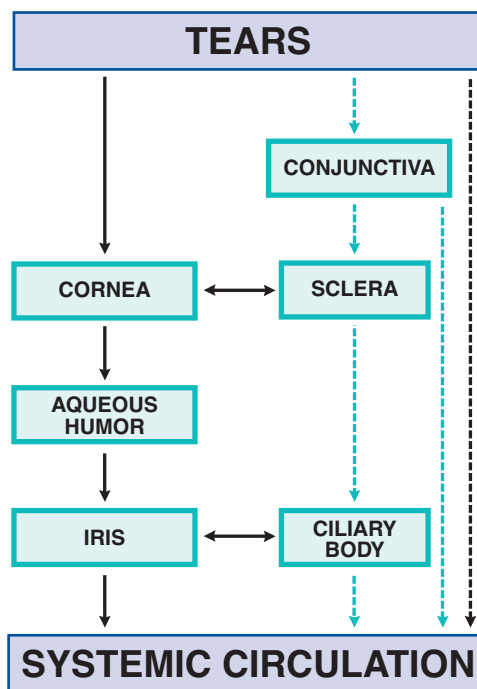 TEARS
CONJUNCTIVA
CORNEA
SCLERA
AQUEOUS
HUMOR
IRIS
CILIARY
BODY
SYSTEMIC CIRCULATION